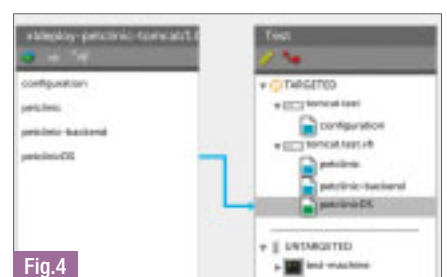 xldeploy-petclinic-tomcat/1.0
configuration
petclinic
petclinic-backend
petclinicDS
Test
TARGETED
tomcat.test
configuration
tomcat.test.vh
petclinic
petclinic-backend
petclinicDS
UNTARGETED
test-machine
Fig.4